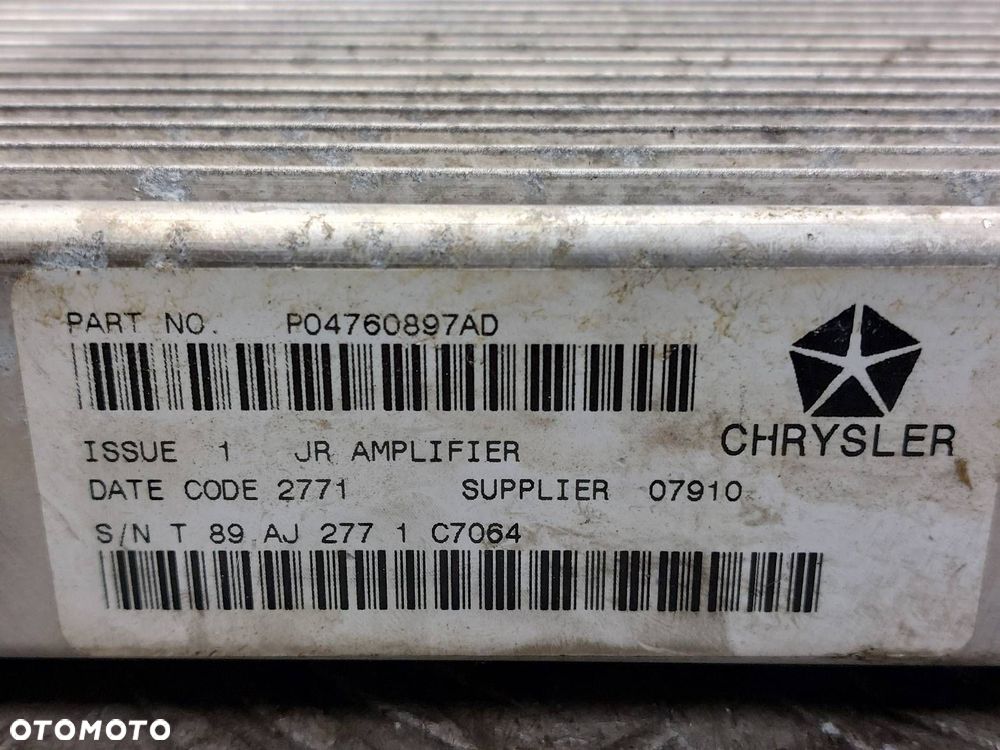 PART NO. P04760897AD
CHRYSLER
ISSUE 1 JR AMPLIFIER
DATE CODE 2771 SUPPLIER 07910
S/N T 89 AJ 277 1 C7064
OTOMOTO